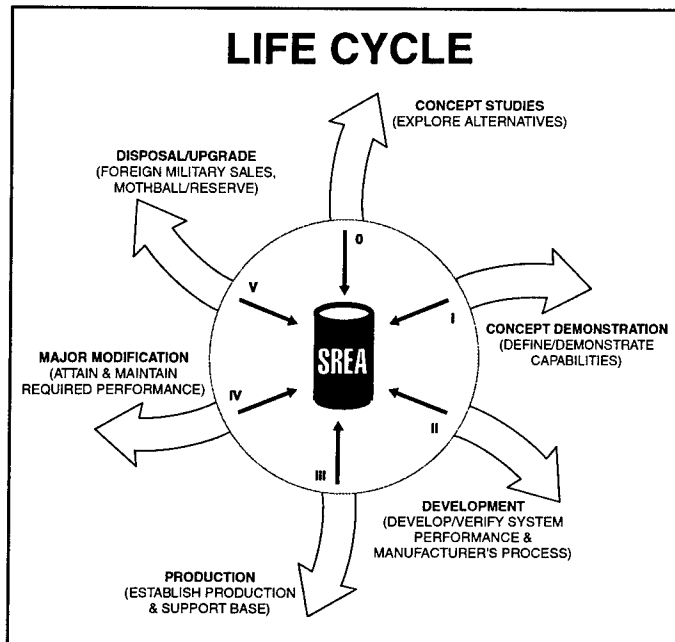 LIFE CYCLE
CONCEPT STUDIES
(EXPLORE ALTERNATIVES)
DISPOSAL/UPGRADE
(FOREIGN MILITARY SALES,
MOTHBALL/RESERVE)
0
V
I
SREA
CONCEPT DEMONSTRATION
(DEFINE/DEMONSTRATE
CAPABILITIES)
MAJOR MODIFICATION
(ATTAIN & MAINTAIN
REQUIRED PERFORMANCE)
IV
II
III
DEVELOPMENT
(DEVELOP/VERIFY SYSTEM
PERFORMANCE &
MANUFACTURER'S PROCESS)
PRODUCTION
(ESTABLISH PRODUCTION
& SUPPORT BASE)